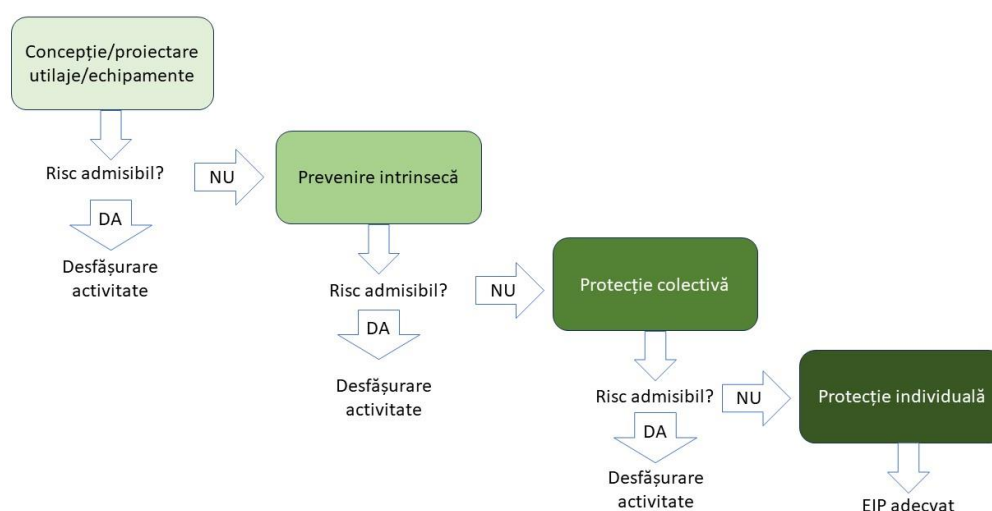 Concepție/proiectare
utilaje/echipamente
Risc admisibil?
NU
DA
Desfășurare
activitate
Prevenire intrinsecă
Risc admisibil?
NU
DA
Desfășurare
activitate
Protecție colectivă
Risc admisibil?
NU
DA
Desfășurare
activitate
Protecție individuală
EIP adecvat